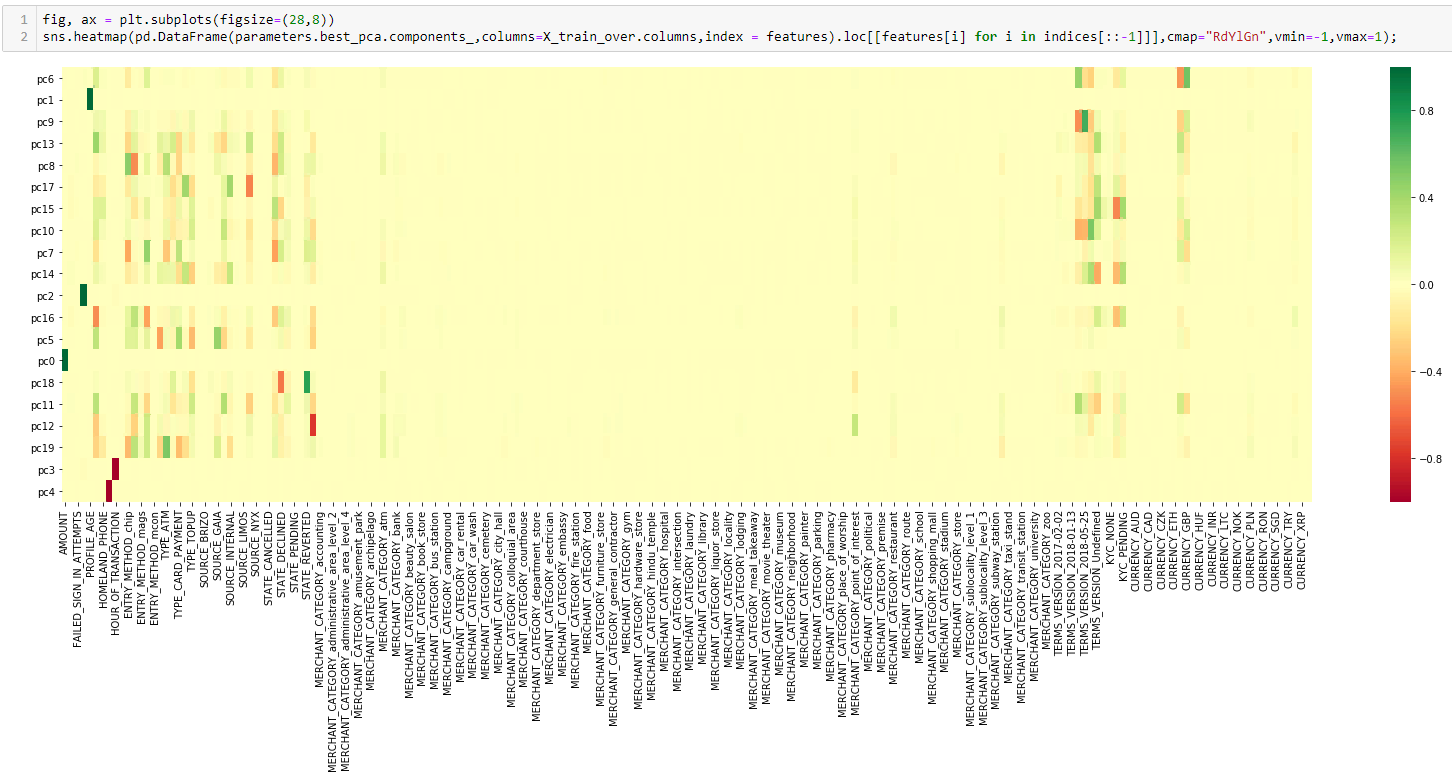 1 fig, ax = plt.subplots(figsize=(28,8))
2 sns.heatmap(pd.DataFrame(parameters.best_pca.components_,columns=X_train_over.columns,index = features).loc[[features[i] for i in indices[::-1]]],cmap="RdYlGn",vmin=-1,vmax=1);
pc6
pc1
pc9
pc13
pc8
pc17
pc15
pc10
pc7
pc14
pc2
pc16
pc5
pc0
pc18
pc11
pc12
pc19
pc3
pc4
0.8
0.4
0.0
−0.4
−0.8
AMOUNT
FAILED_SIGN_IN_ATTEMPTS
PROFILE_AGE
HOMELAND_PHONE
HOUR_OF_TRANSACTION
ENTRY_METHOD_chip
ENTRY_METHOD_mags
ENTRY_METHOD_mcon
TYPE_ATM
TYPE_CARD_PAYMENT
TYPE_TOPUP
SOURCE_BRIZO
SOURCE_GAIA
SOURCE_INTERNAL
SOURCE_LIMOS
SOURCE_NYX
STATE_CANCELLED
STATE_DECLINED
STATE_PENDING
STATE_REVERTED
MERCHANT_CATEGORY_accounting
MERCHANT_CATEGORY_administrative_area_level_2
MERCHANT_CATEGORY_administrative_area_level_4
MERCHANT_CATEGORY_amusement_park
MERCHANT_CATEGORY_archipelago
MERCHANT_CATEGORY_atm
MERCHANT_CATEGORY_bank
MERCHANT_CATEGORY_beauty_salon
MERCHANT_CATEGORY_book_store
MERCHANT_CATEGORY_bus_station
MERCHANT_CATEGORY_campground
MERCHANT_CATEGORY_car_rental
MERCHANT_CATEGORY_car_wash
MERCHANT_CATEGORY_cemetery
MERCHANT_CATEGORY_city_hall
MERCHANT_CATEGORY_colloquial_area
MERCHANT_CATEGORY_courthouse
MERCHANT_CATEGORY_department_store
MERCHANT_CATEGORY_electrician
MERCHANT_CATEGORY_embassy
MERCHANT_CATEGORY_fire_station
MERCHANT_CATEGORY_food
MERCHANT_CATEGORY_furniture_store
MERCHANT_CATEGORY_general_contractor
MERCHANT_CATEGORY_gym
MERCHANT_CATEGORY_hardware_store
MERCHANT_CATEGORY_hindu_temple
MERCHANT_CATEGORY_hospital
MERCHANT_CATEGORY_intersection
MERCHANT_CATEGORY_laundry
MERCHANT_CATEGORY_library
MERCHANT_CATEGORY_liquor_store
MERCHANT_CATEGORY_locality
MERCHANT_CATEGORY_lodging
MERCHANT_CATEGORY_meal_takeaway
MERCHANT_CATEGORY_movie_theater
MERCHANT_CATEGORY_museum
MERCHANT_CATEGORY_neighborhood
MERCHANT_CATEGORY_painter
MERCHANT_CATEGORY_parking
MERCHANT_CATEGORY_pharmacy
MERCHANT_CATEGORY_place_of_worship
MERCHANT_CATEGORY_point_of_interest
MERCHANT_CATEGORY_political
MERCHANT_CATEGORY_premise
MERCHANT_CATEGORY_restaurant
MERCHANT_CATEGORY_route
MERCHANT_CATEGORY_school
MERCHANT_CATEGORY_shopping_mall
MERCHANT_CATEGORY_stadium
MERCHANT_CATEGORY_store
MERCHANT_CATEGORY_sublocality_level_1
MERCHANT_CATEGORY_sublocality_level_3
MERCHANT_CATEGORY_subway_station
MERCHANT_CATEGORY_taxi_stand
MERCHANT_CATEGORY_transit_station
MERCHANT_CATEGORY_university
MERCHANT_CATEGORY_zoo
TERMS_VERSION_2017-02-02
TERMS_VERSION_2018-01-13
TERMS_VERSION_2018-05-25
TERMS_VERSION_Undefined
KYC_NONE
KYC_PENDING
CURRENCY_AUD
CURRENCY_CAD
CURRENCY_CZK
CURRENCY_ETH
CURRENCY_GBP
CURRENCY_HUF
CURRENCY_INR
CURRENCY_LTC
CURRENCY_NOK
CURRENCY_PLN
CURRENCY_RON
CURRENCY_SGD
CURRENCY_TRY
CURRENCY_XRP